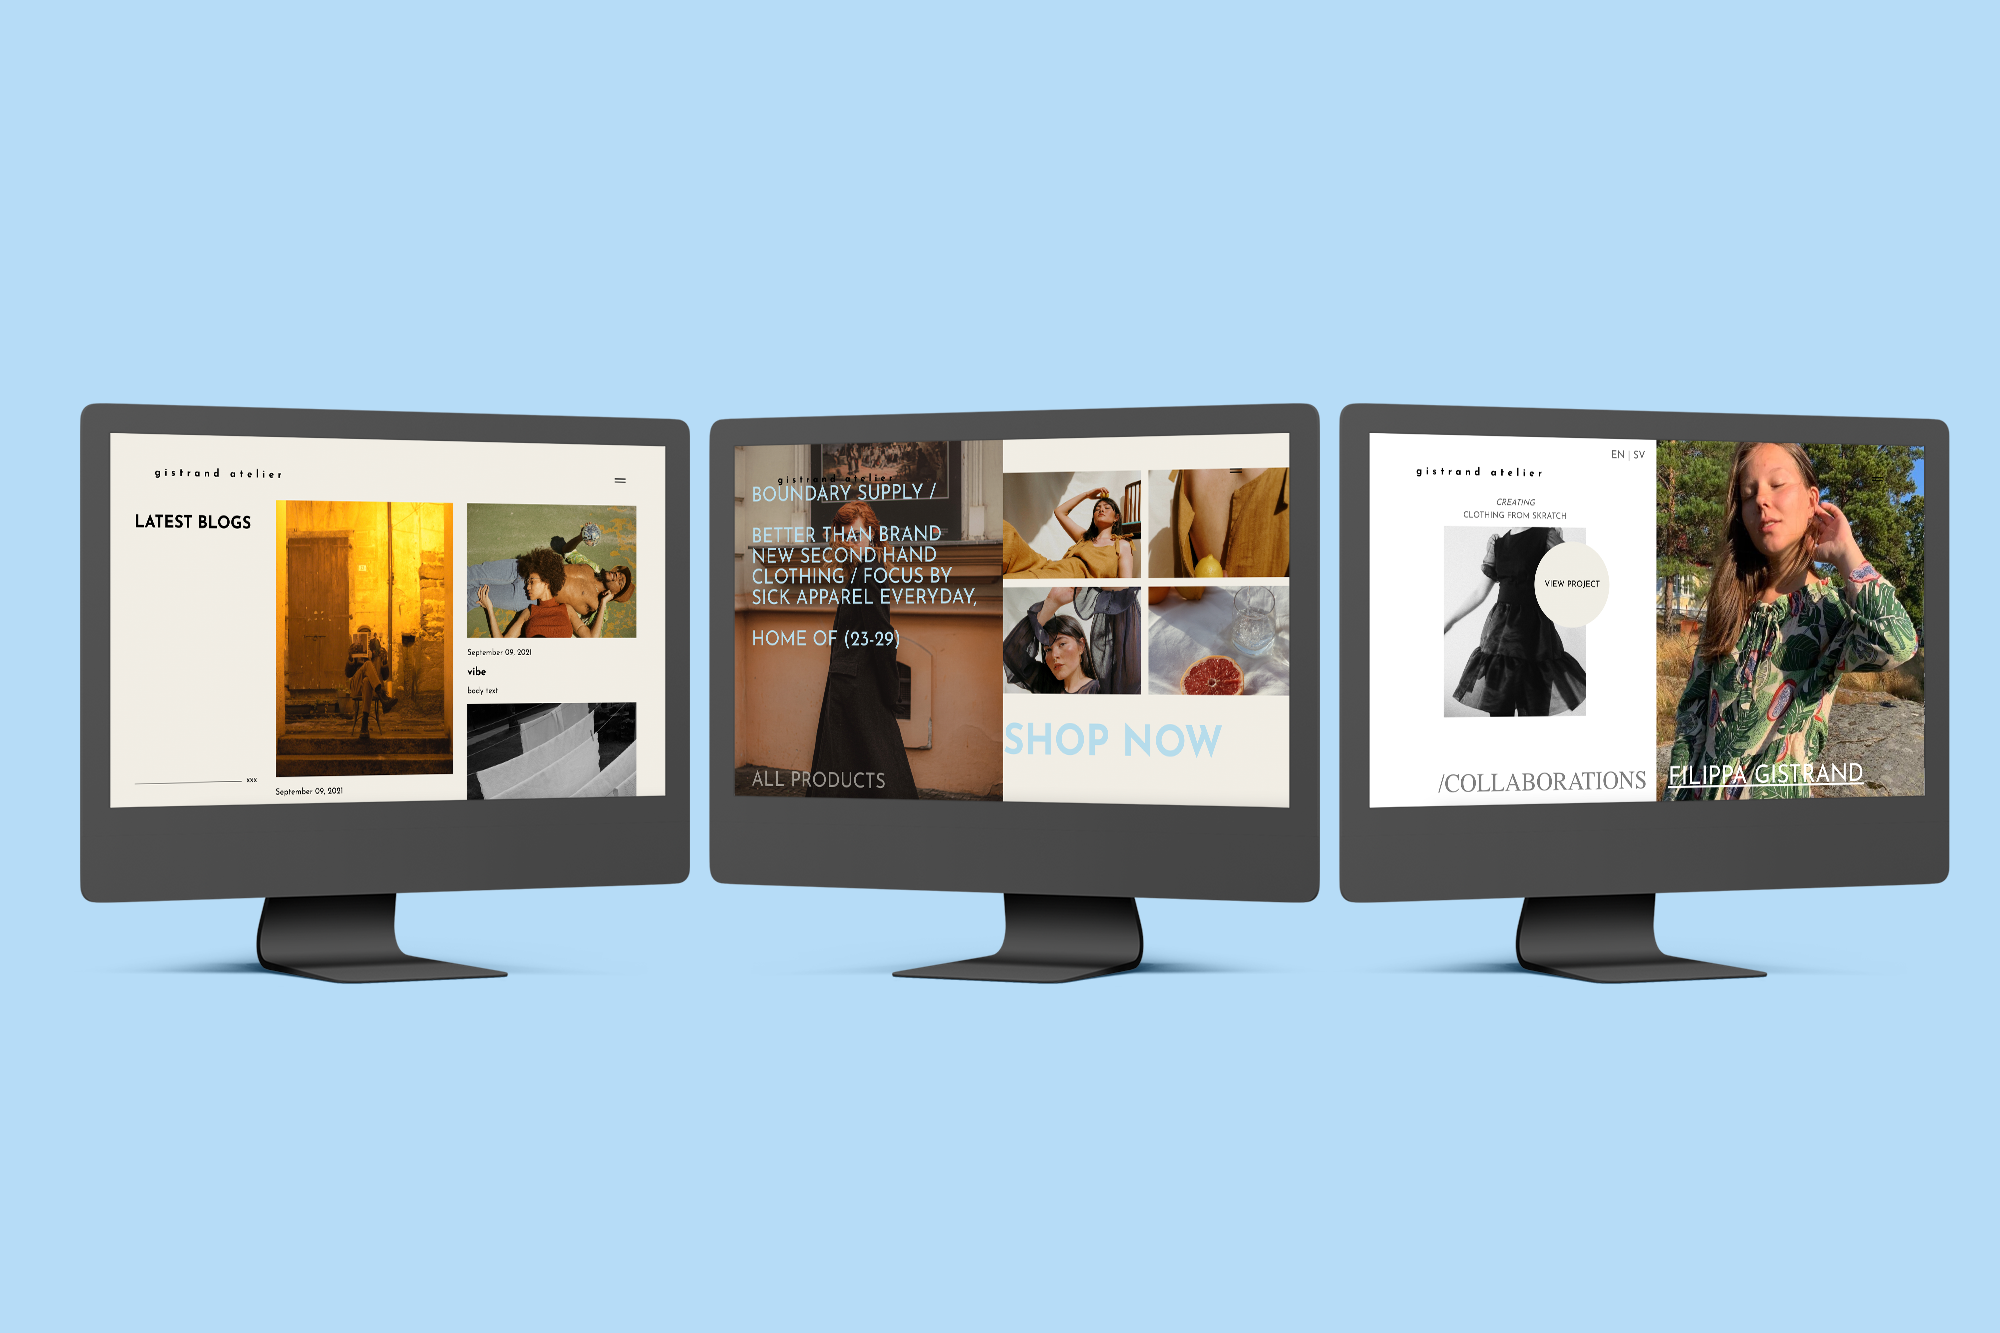 gistrand atelier
LATEST BLOGS
xxx
September 09, 2021
September 09, 2021
vibe
body text
gistrand atelier
BOUNDARY SUPPLY /
BETTER THAN BRAND
NEW SECOND HAND
CLOTHING / FOCUS BY
SICK APPAREL EVERYDAY,
HOME OF (23-29)
ALL PRODUCTS
SHOP NOW
EN | SV
gistrand atelier
CREATING
CLOTHING FROM SKRATCH
VIEW PROJECT
/COLLABORATIONS
FILIPPA GISTRAND